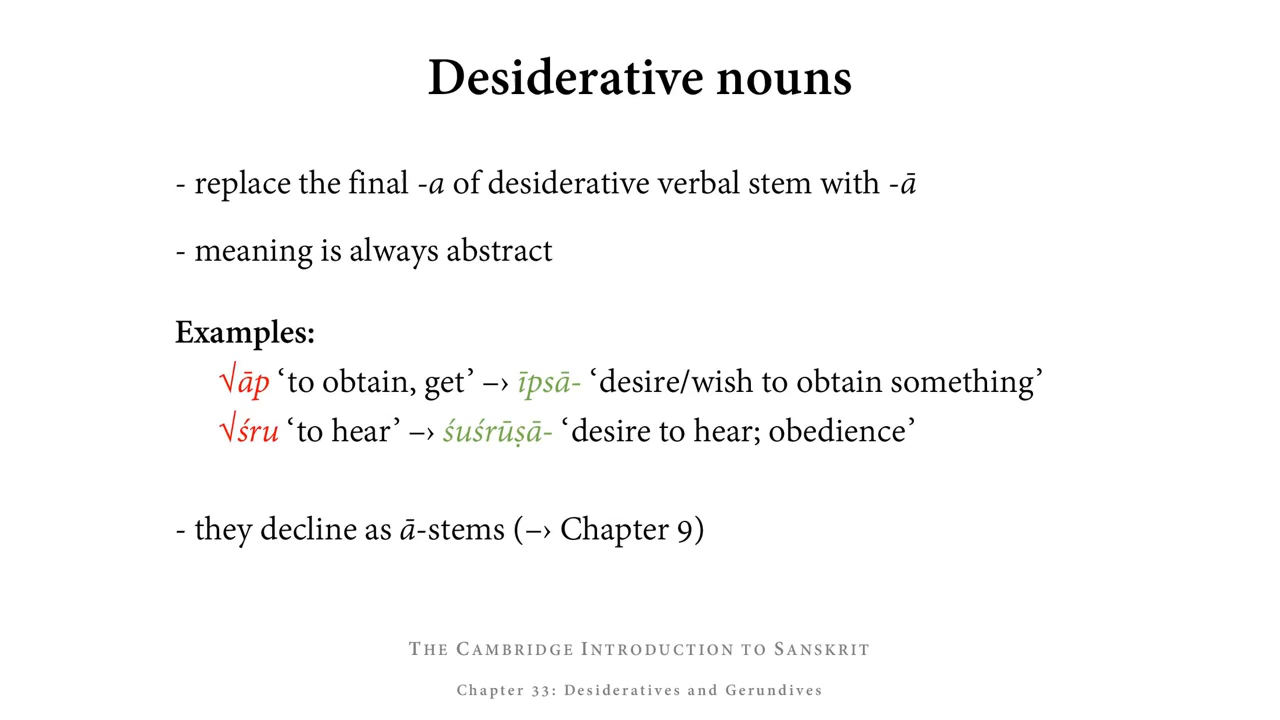 Desiderative nouns
- replace the final -a of desiderative verbal stem with -ā
- meaning is always abstract
Examples:
√āp ‘to obtain, get’ –› īpsā- ‘desire/wish to obtain something’
√śru ‘to hear’ –› śuśrūṣā- ‘desire to hear; obedience’
- they decline as ā-stems (–› Chapter 9)
THE CAMBRIDGE INTRODUCTION TO SANSKRIT
Chapter 33: Desideratives and Gerundives